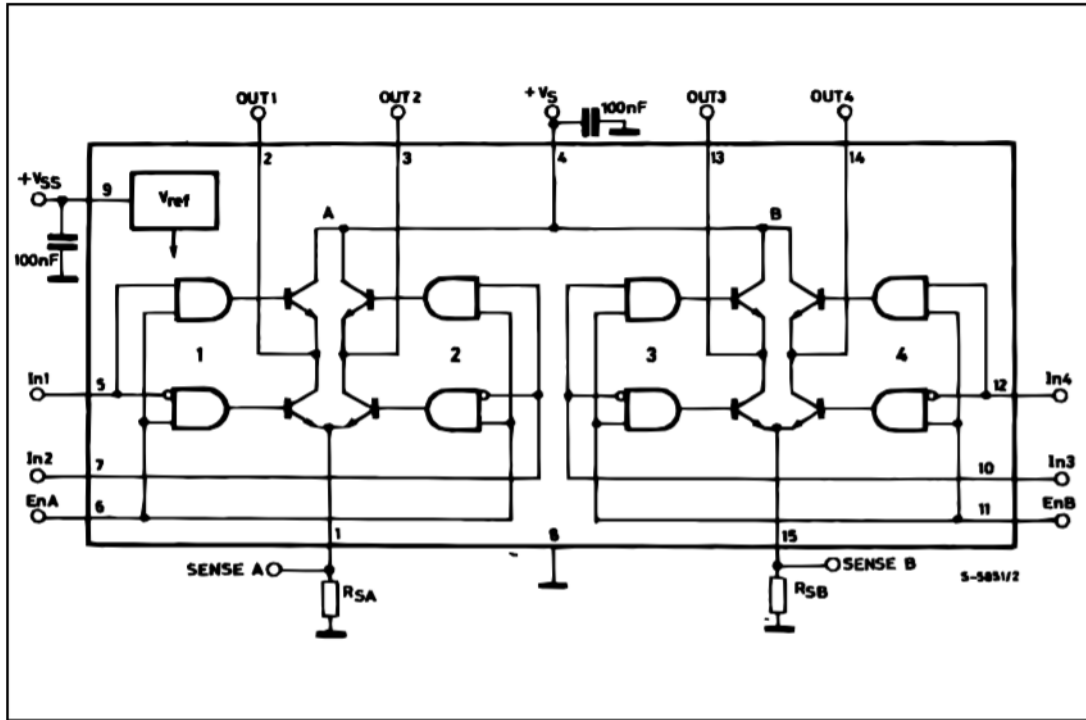 OUT1
OUT2
+VS
100nF
OUT3
OUT4
2
3
4
13
14
+VSS
9
Vref
A
B
100nF
1
2
3
4
In1
5
12
In4
In2
7
10
In3
EnA
6
11
EnB
1
8
15
SENSE A
SENSE B
S-5851/2
RSA
RSB